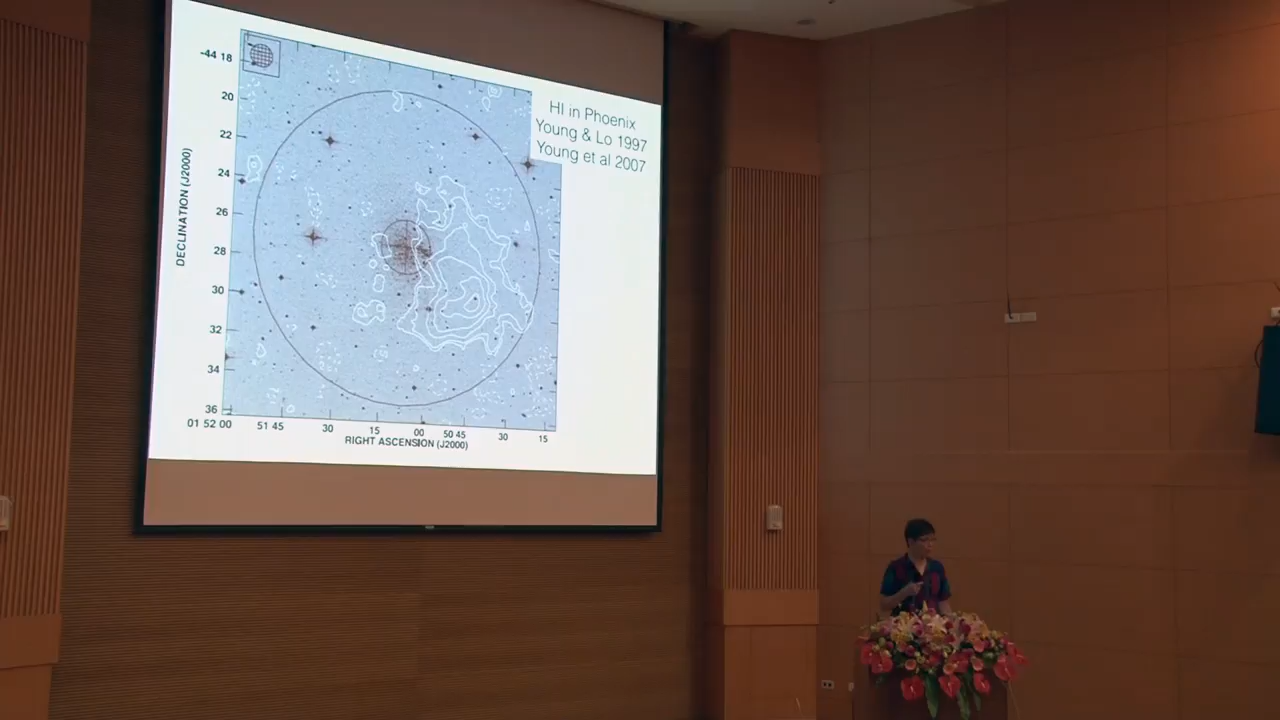 HI in Phoenix
Young & Lo 1997
Young et al 2007
DECLINATION (J2000)
-44 18
20
22
24
26
28
30
32
34
36
01 52 00 51 45 30 15 00 50 45 30 15
RIGHT ASCENSION (J2000)